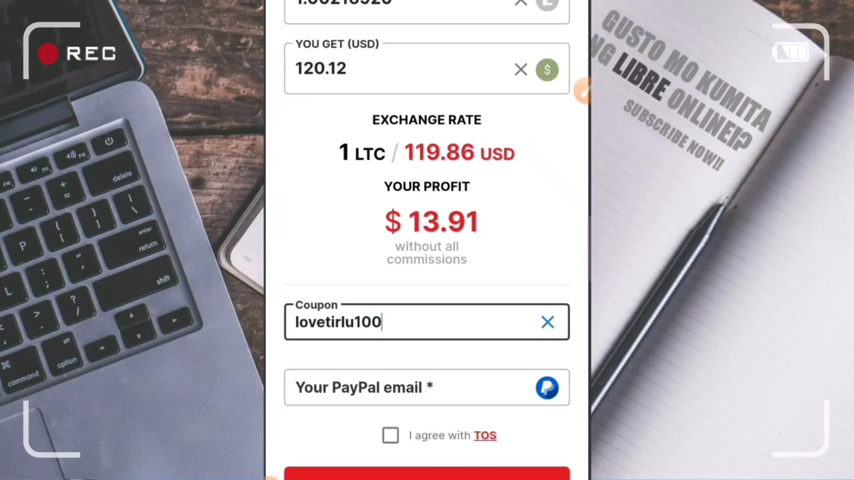 REC
GUSTO MO KUMITA
NG LIBRE ONLINE!?
SUBSCRIBE NOW!!
YOU GET (USD)
120.12
$
EXCHANGE RATE
1 LTC / 119.86 USD
YOUR PROFIT
$ 13.91
without all
commissions
Coupon
lovetirlu100
Your PayPal email *
I agree with TOS